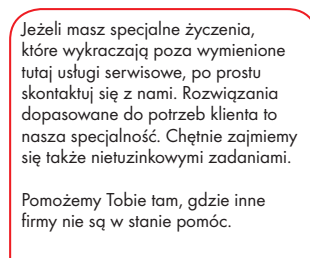 Jeżeli masz specjalne życzenia,
które wykraczają poza wymienione
tutaj usługi serwisowe, po prostu
skontaktuj się z nami. Rozwiązania
dopasowane do potrzeb klienta to
nasza specjalność. Chętnie zajmiemy
się także nietuzinkowymi zadaniami.

Pomożemy Tobie tam, gdzie inne
firmy nie są w stanie pomóc.